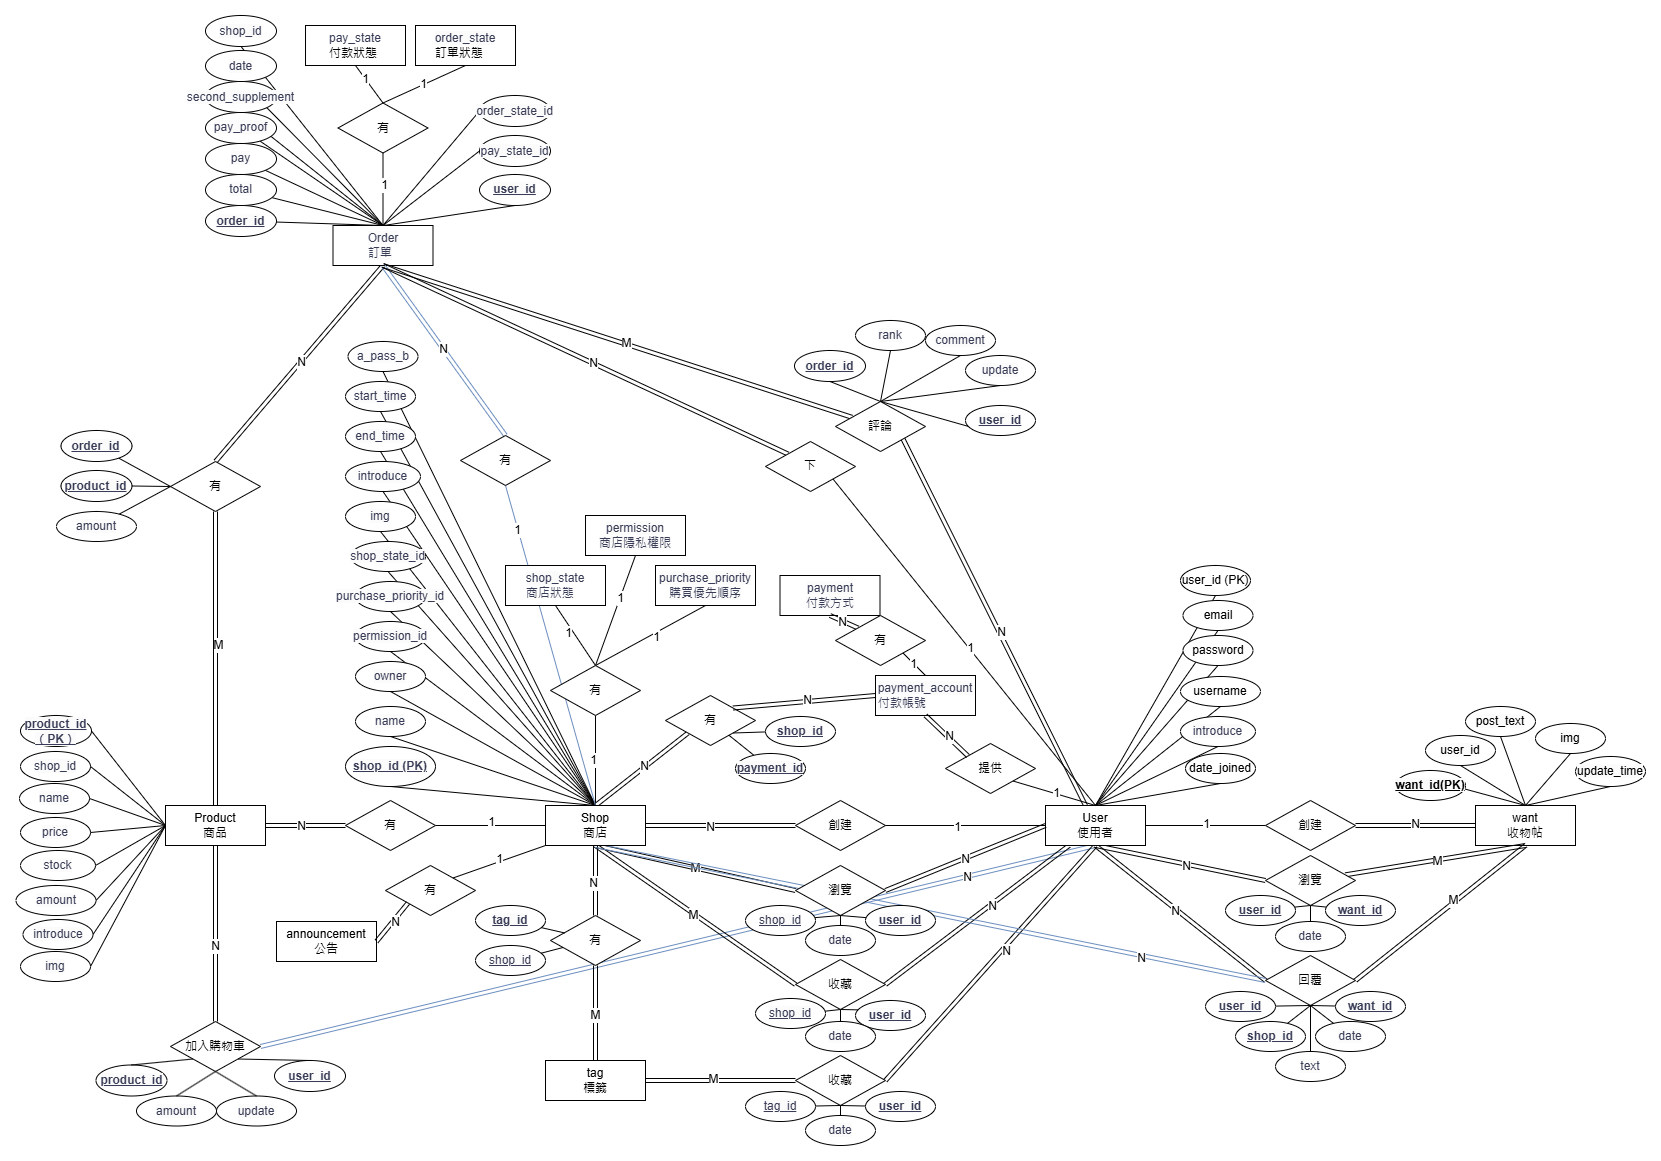 shop_id
date
second_supplement
pay_proof
pay
total
order_id
pay_state
付款狀態
order_state
訂單狀態
1
1
有
1
order_state_id
pay_state_id
user_id
Order
訂單
N
N
N
M
rank
comment
order_id
update
user_id
評論
下
有
1
order_id
product_id
amount
有
M
a_pass_b
start_time
end_time
introduce
img
shop_state_id
purchase_priority_id
permission_id
owner
name
shop_id (PK)
permission
商店隱私權限
shop_state
商店狀態
purchase_priority
購買優先順序
1
1
1
有
1
payment
付款方式
N
有
1
payment_account
付款帳號
N
有
N
shop_id
payment_id
N
提供
1
1
N
user_id (PK)
email
password
username
introduce
date_joined
post_text
user_id
img
want_id(PK)
update_time
product_id
( PK )
shop_id
name
price
stock
amount
introduce
img
Product
商品
N
有
1
Shop
商店
N
創建
1
User
使用者
1
創建
N
want
收物帖
1
有
N
announcement
公告
N
tag_id
shop_id
有
M
M
瀏覽
N
N
shop_id
user_id
date
M
收藏
N
shop_id
user_id
date
N
瀏覽
M
user_id
want_id
date
N
N
M
回覆
user_id
want_id
shop_id
date
text
N
加入購物車
product_id
user_id
amount
update
tag
標籤
M
收藏
N
tag_id
user_id
date